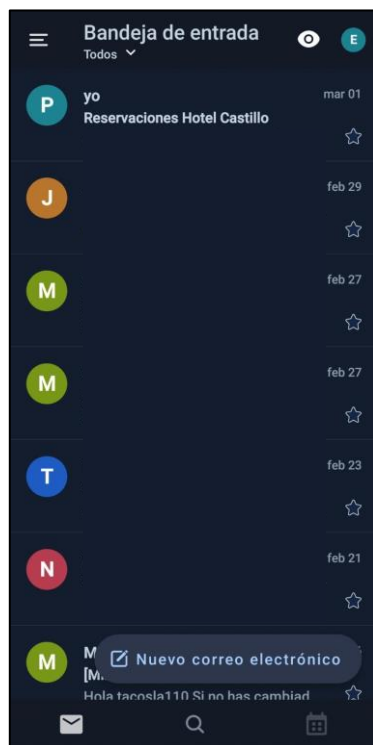 Bandeja de entrada
E
Todos
P
yo
mar 01
Reservaciones Hotel Castillo
J
feb 29
M
feb 27
M
feb 27
T
feb 23
N
feb 21
M
Nuevo correo electrónico
Hola tacosla110 Si no has cambiad